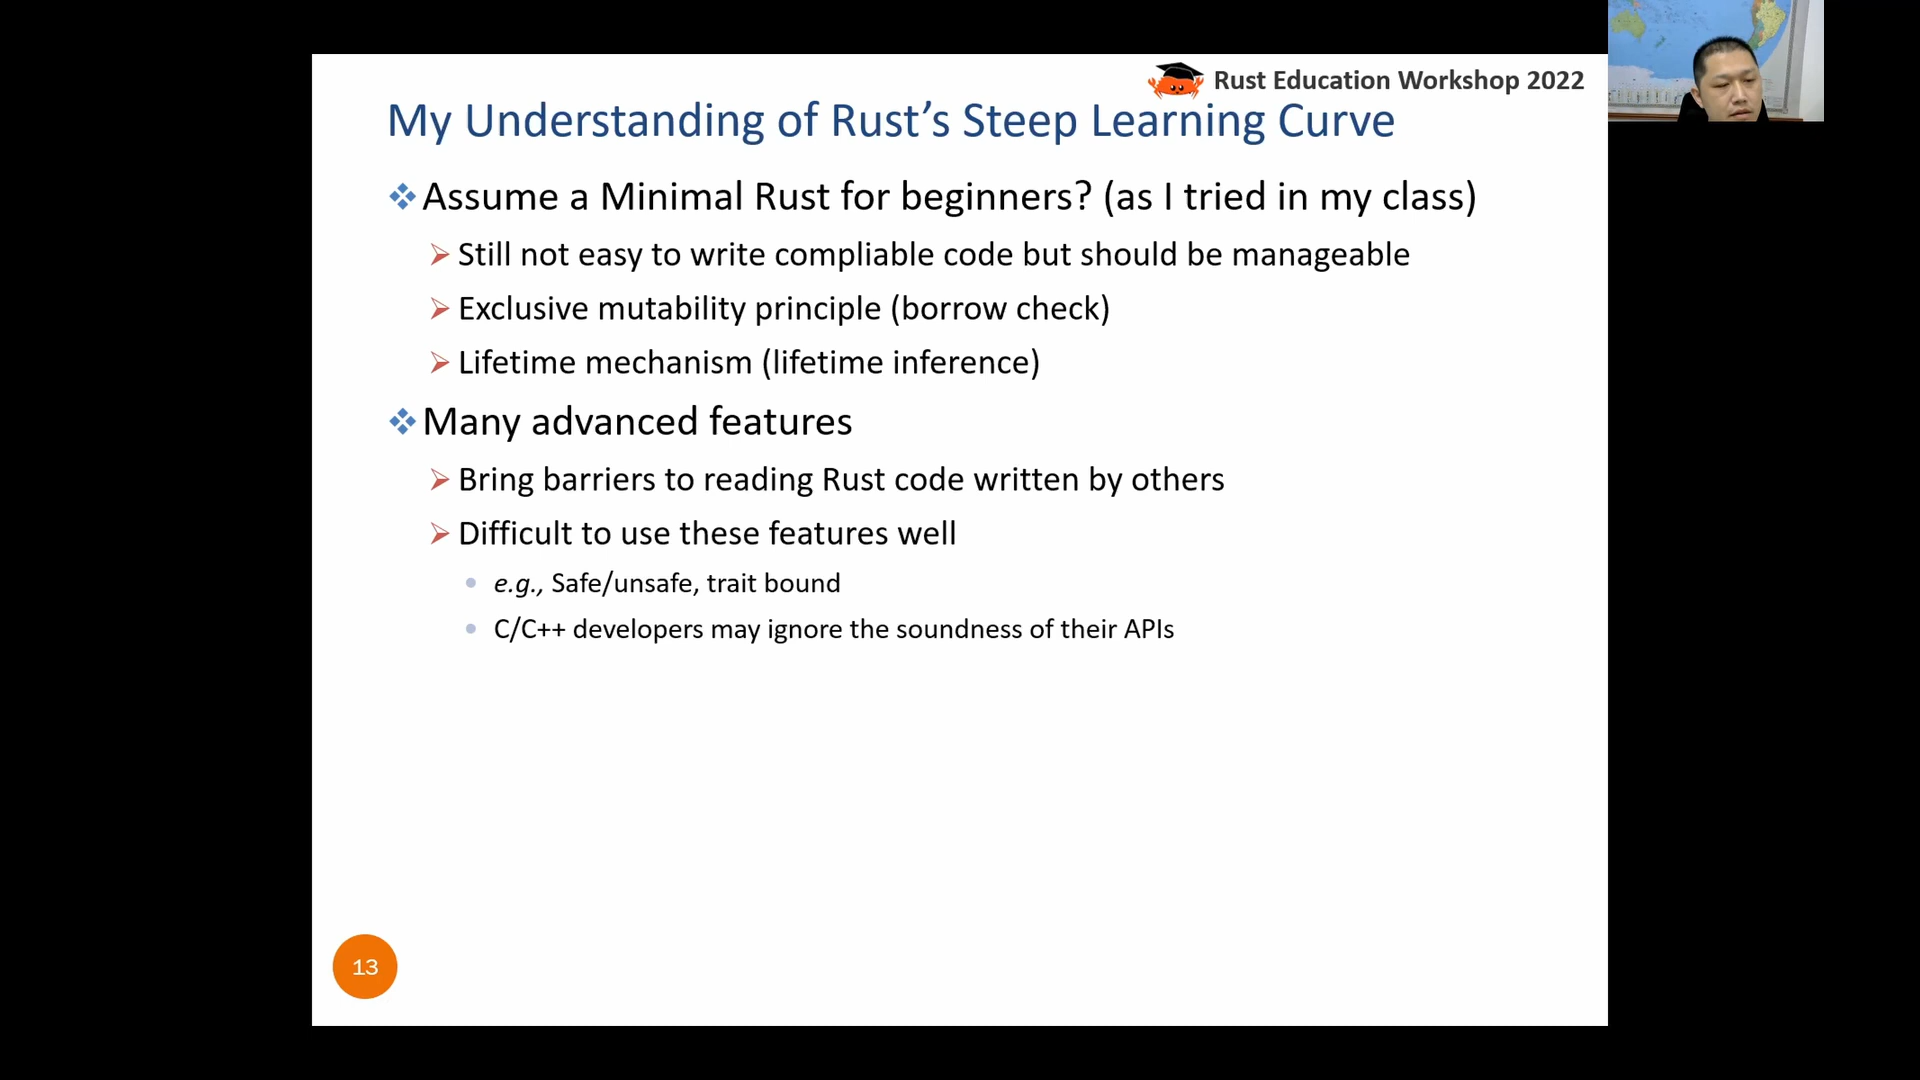 Rust Education Workshop 2022
My Understanding of Rust’s Steep Learning Curve
Assume a Minimal Rust for beginners? (as I tried in my class)
Still not easy to write compliable code but should be manageable
Exclusive mutability principle (borrow check)
Lifetime mechanism (lifetime inference)
Many advanced features
Bring barriers to reading Rust code written by others
Difficult to use these features well
e.g., Safe/unsafe, trait bound
C/C++ developers may ignore the soundness of their APIs
13